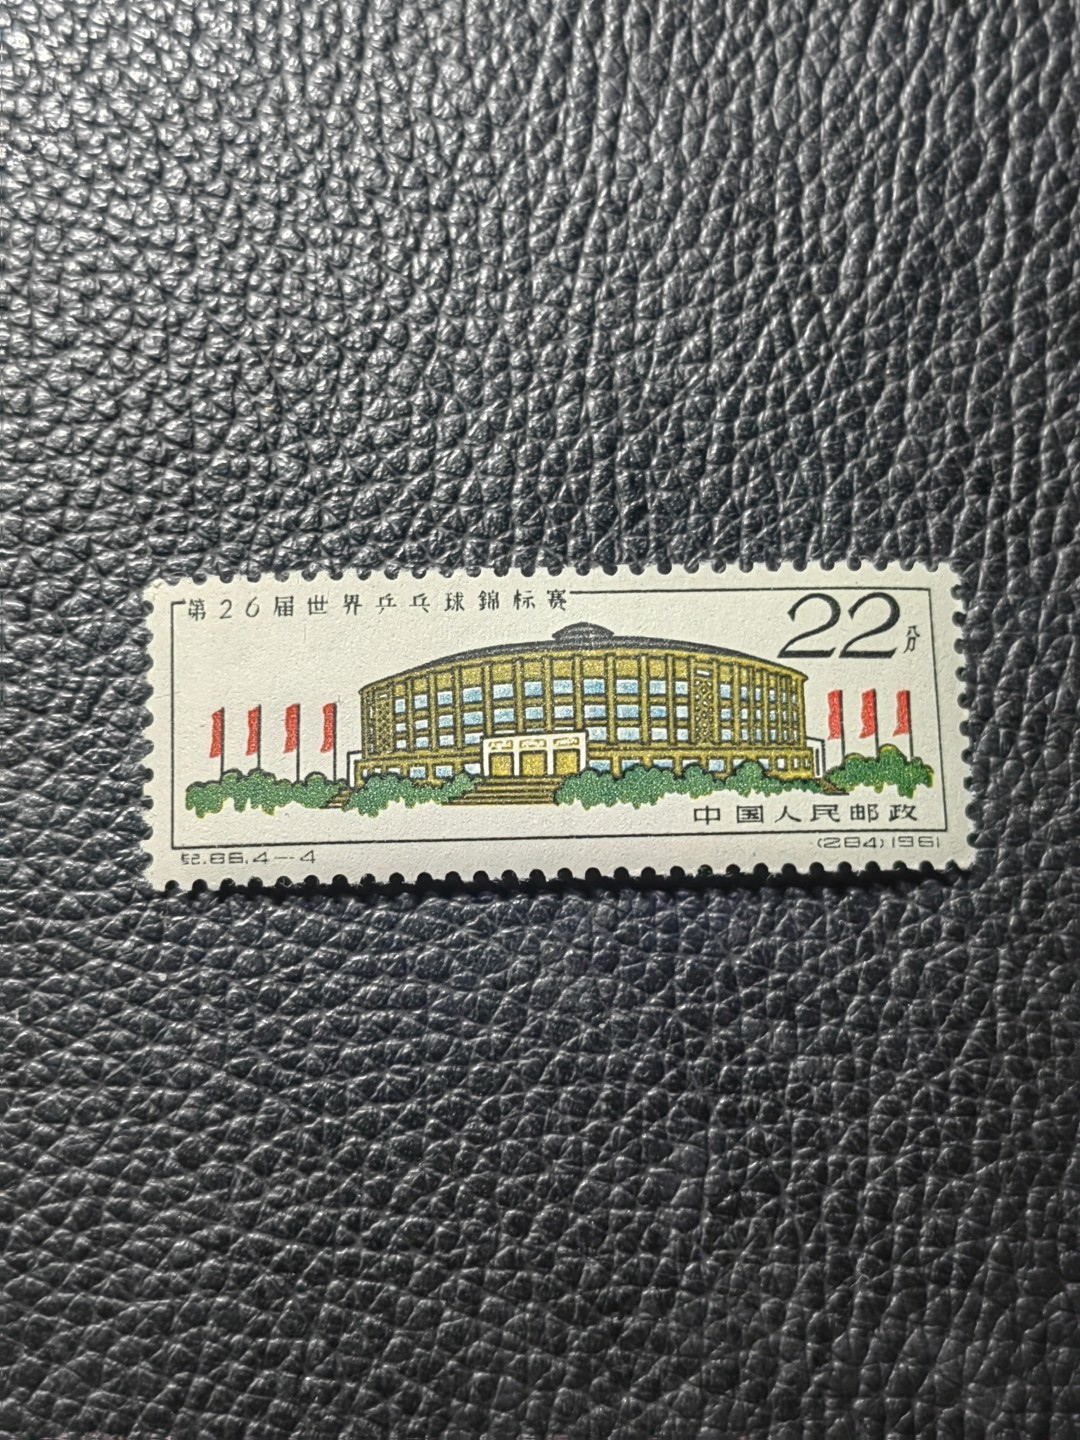 第26届世界乒乓球錦标赛
22分
中国人民邮政
纪.86.4—4
(284)1961